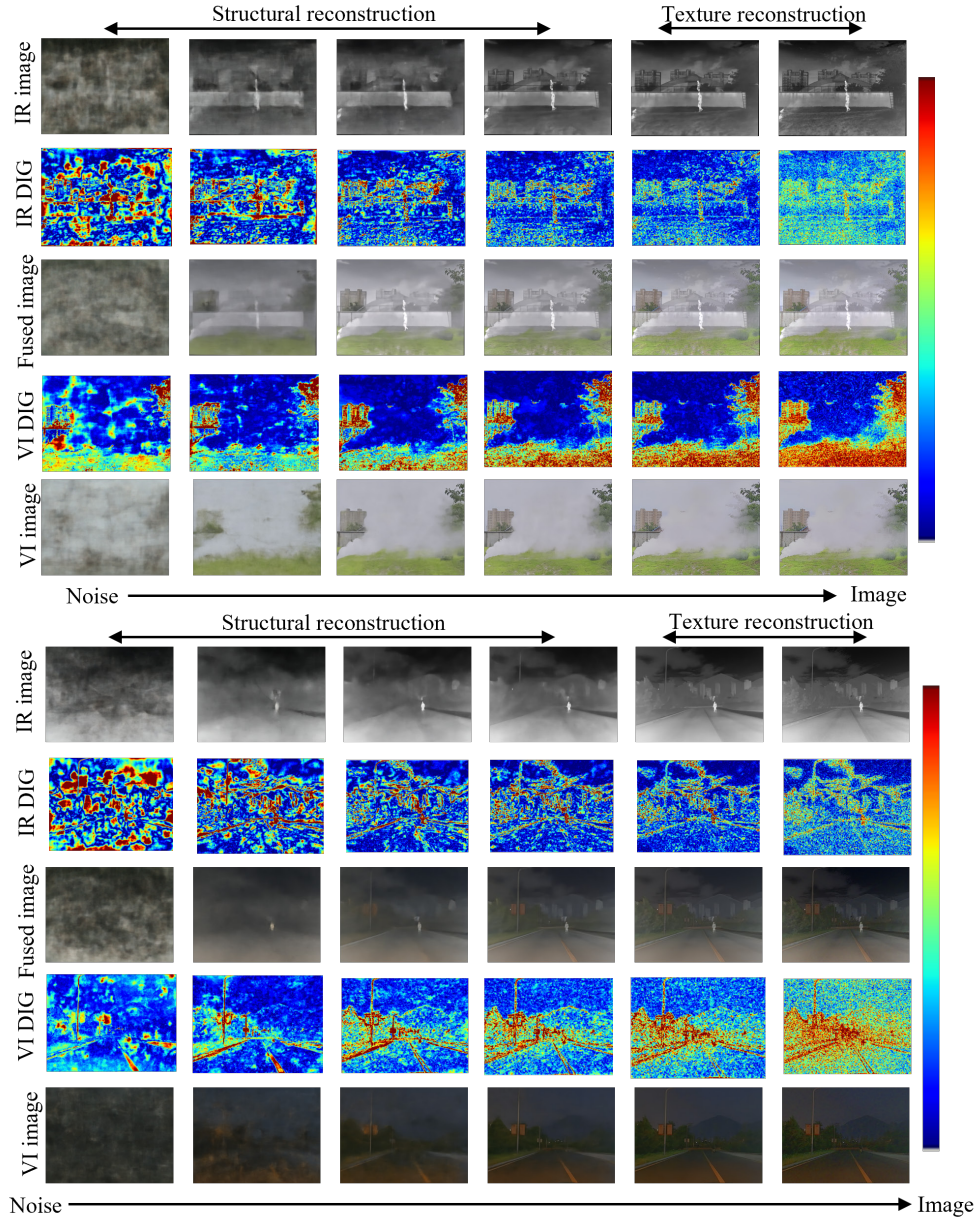 Structural reconstruction
Texture reconstruction
IR image
IR DIG
Fused image
VI DIG
VI image
Noise
Image
Structural reconstruction
Texture reconstruction
IR image
IR DIG
Fused image
VI DIG
VI image
Noise
Image